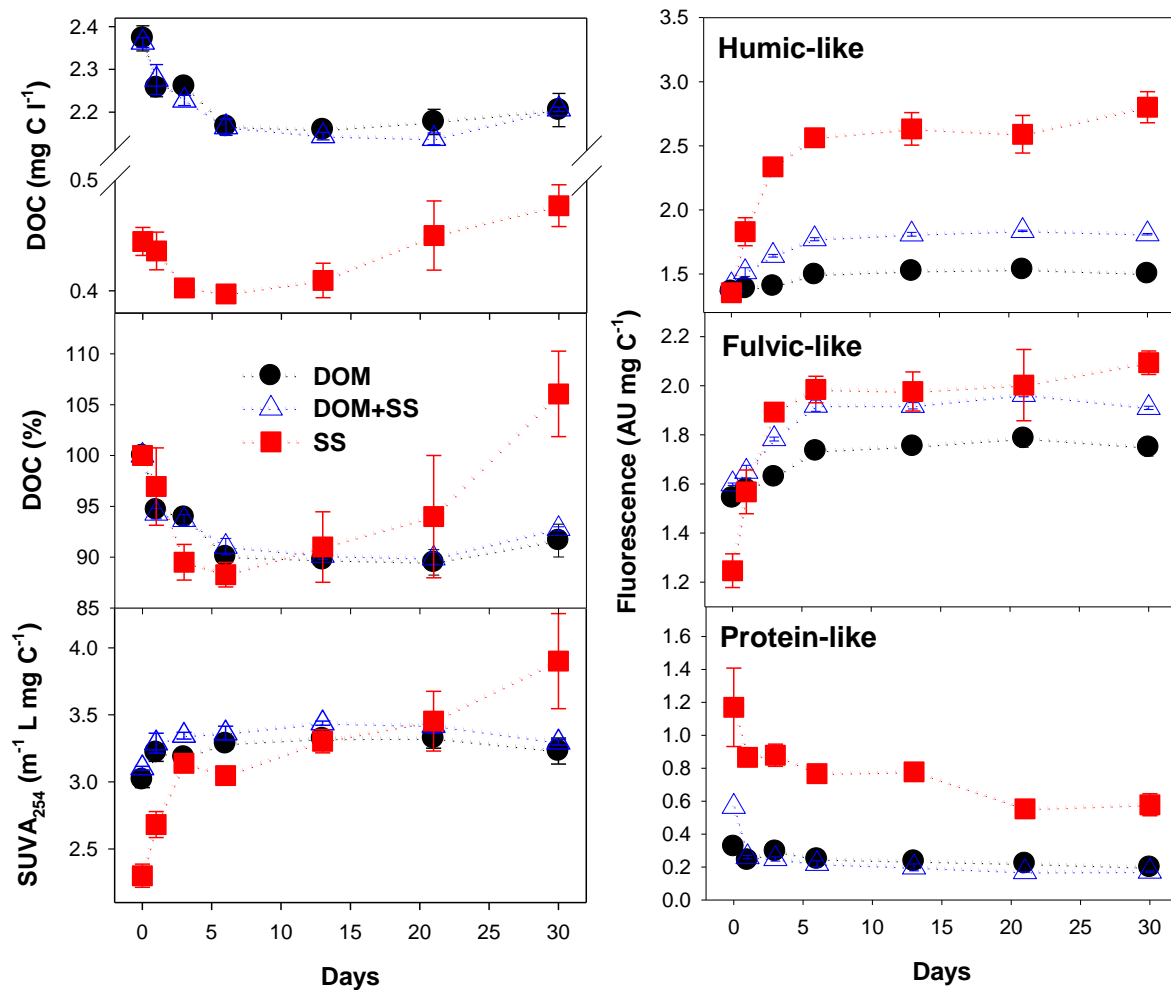 DOC (mg C l⁻¹)
2.4
2.3
2.2
0.5
0.4
DOC (%)
110
105
100
95
90
85
DOM
DOM+SS
SS
SUVA₂₅₄ (m⁻¹ L mg C⁻¹)
4.0
3.5
3.0
2.5
0 5 10 15 20 25 30
Days
Fluorescence (AU mg C⁻¹)
Humic-like
3.5
3.0
2.5
2.0
1.5
Fulvic-like
2.2
2.0
1.8
1.6
1.4
1.2
Protein-like
1.6
1.4
1.2
1.0
0.8
0.6
0.4
0.2
0.0
0 5 10 15 20 25 30
Days